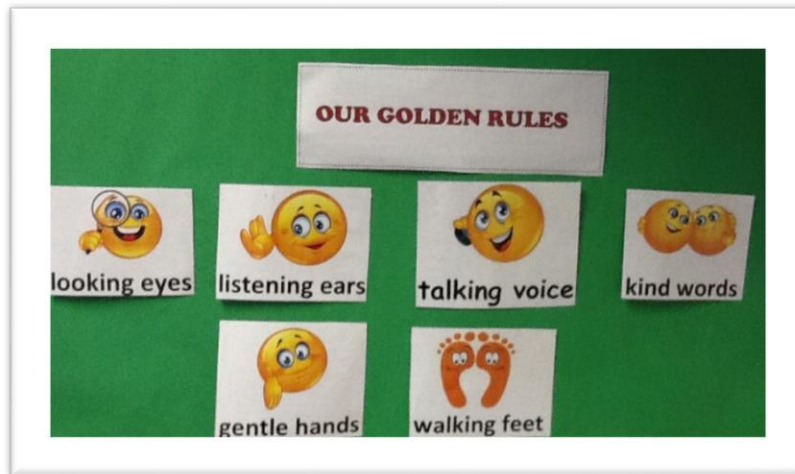 OUR GOLDEN RULES
looking eyes
listening ears
talking voice
kind words
gentle hands
walking feet